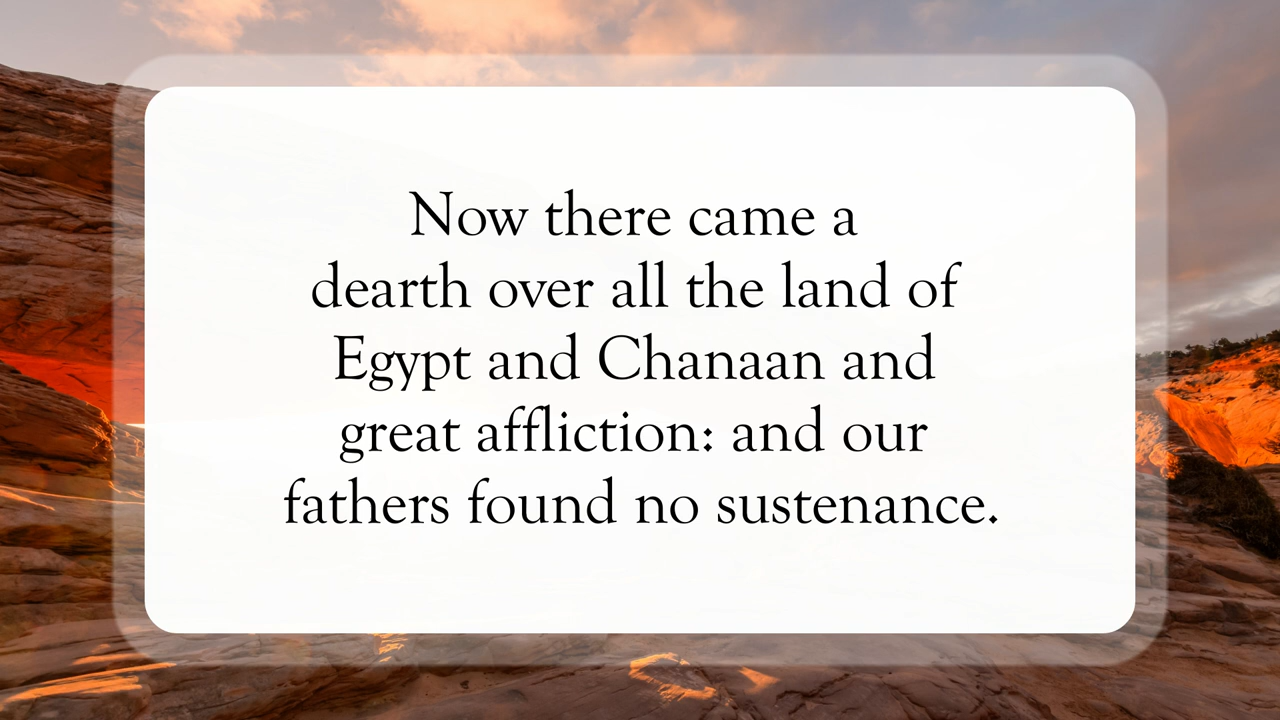 Now there came a
dearth over all the land of
Egypt and Chanaan and
great affliction: and our
fathers found no sustenance.